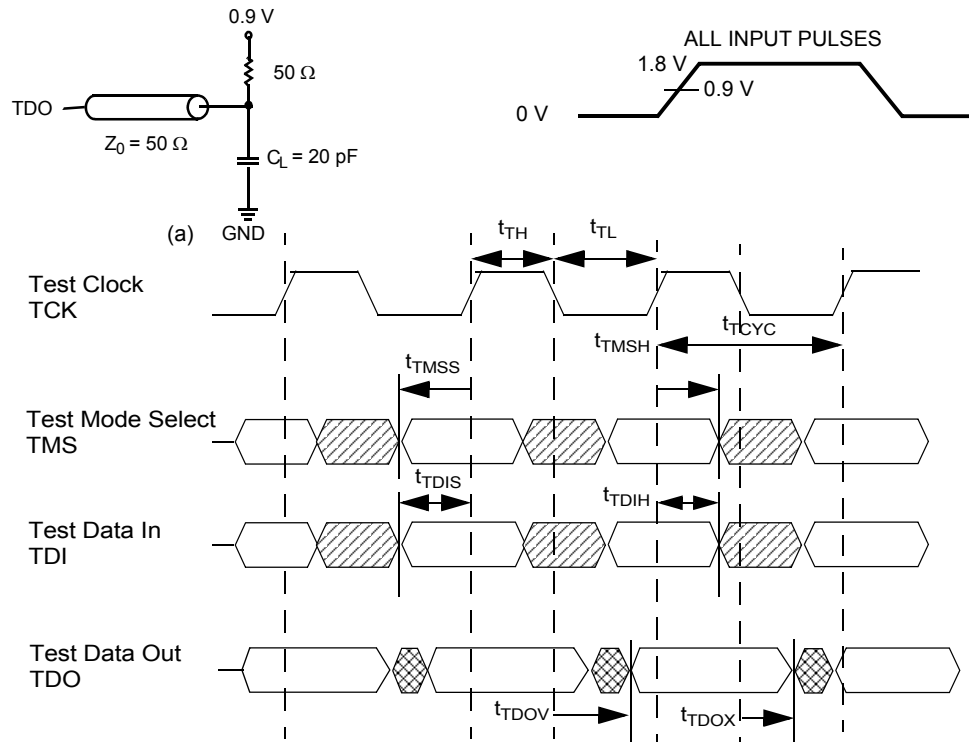 0.9 V
50 Ω
TDO
Z0 = 50 Ω
CL = 20 pF
(a)
GND
ALL INPUT PULSES
1.8 V
0.9 V
0 V
tTH
tTL
Test Clock
TCK
tTCYC
tTMSH
tTMSS
Test Mode Select
TMS
tTDIS
tTDIH
Test Data In
TDI
Test Data Out
TDO
tTDOV
tTDOX